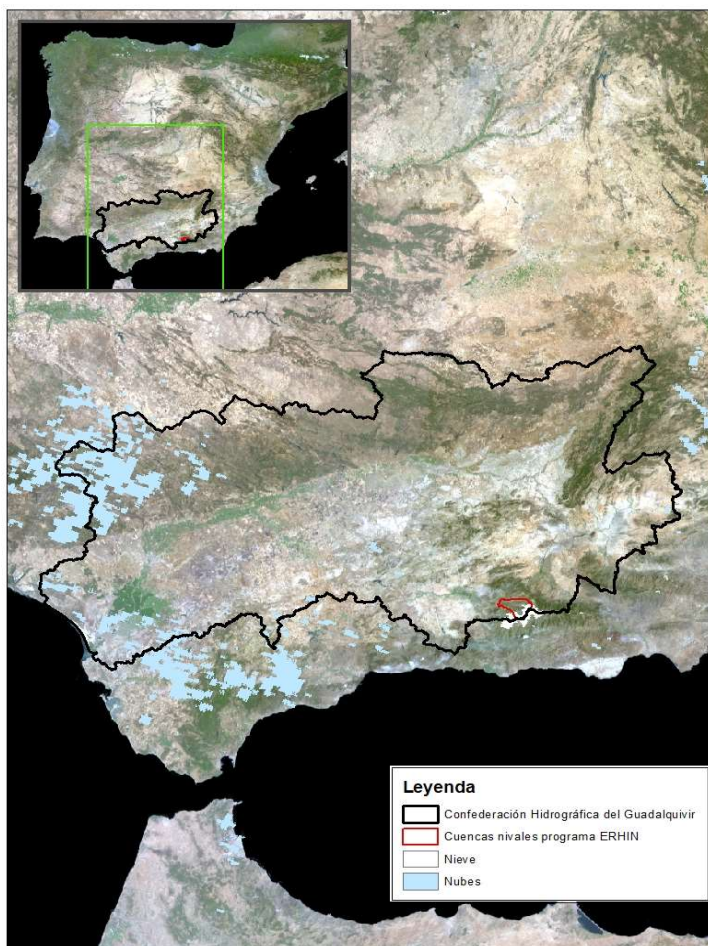 Leyenda
Confederación Hidrográfica del Guadalquivir
Cuencas nivales programa ERHIN
Nieve
Nubes